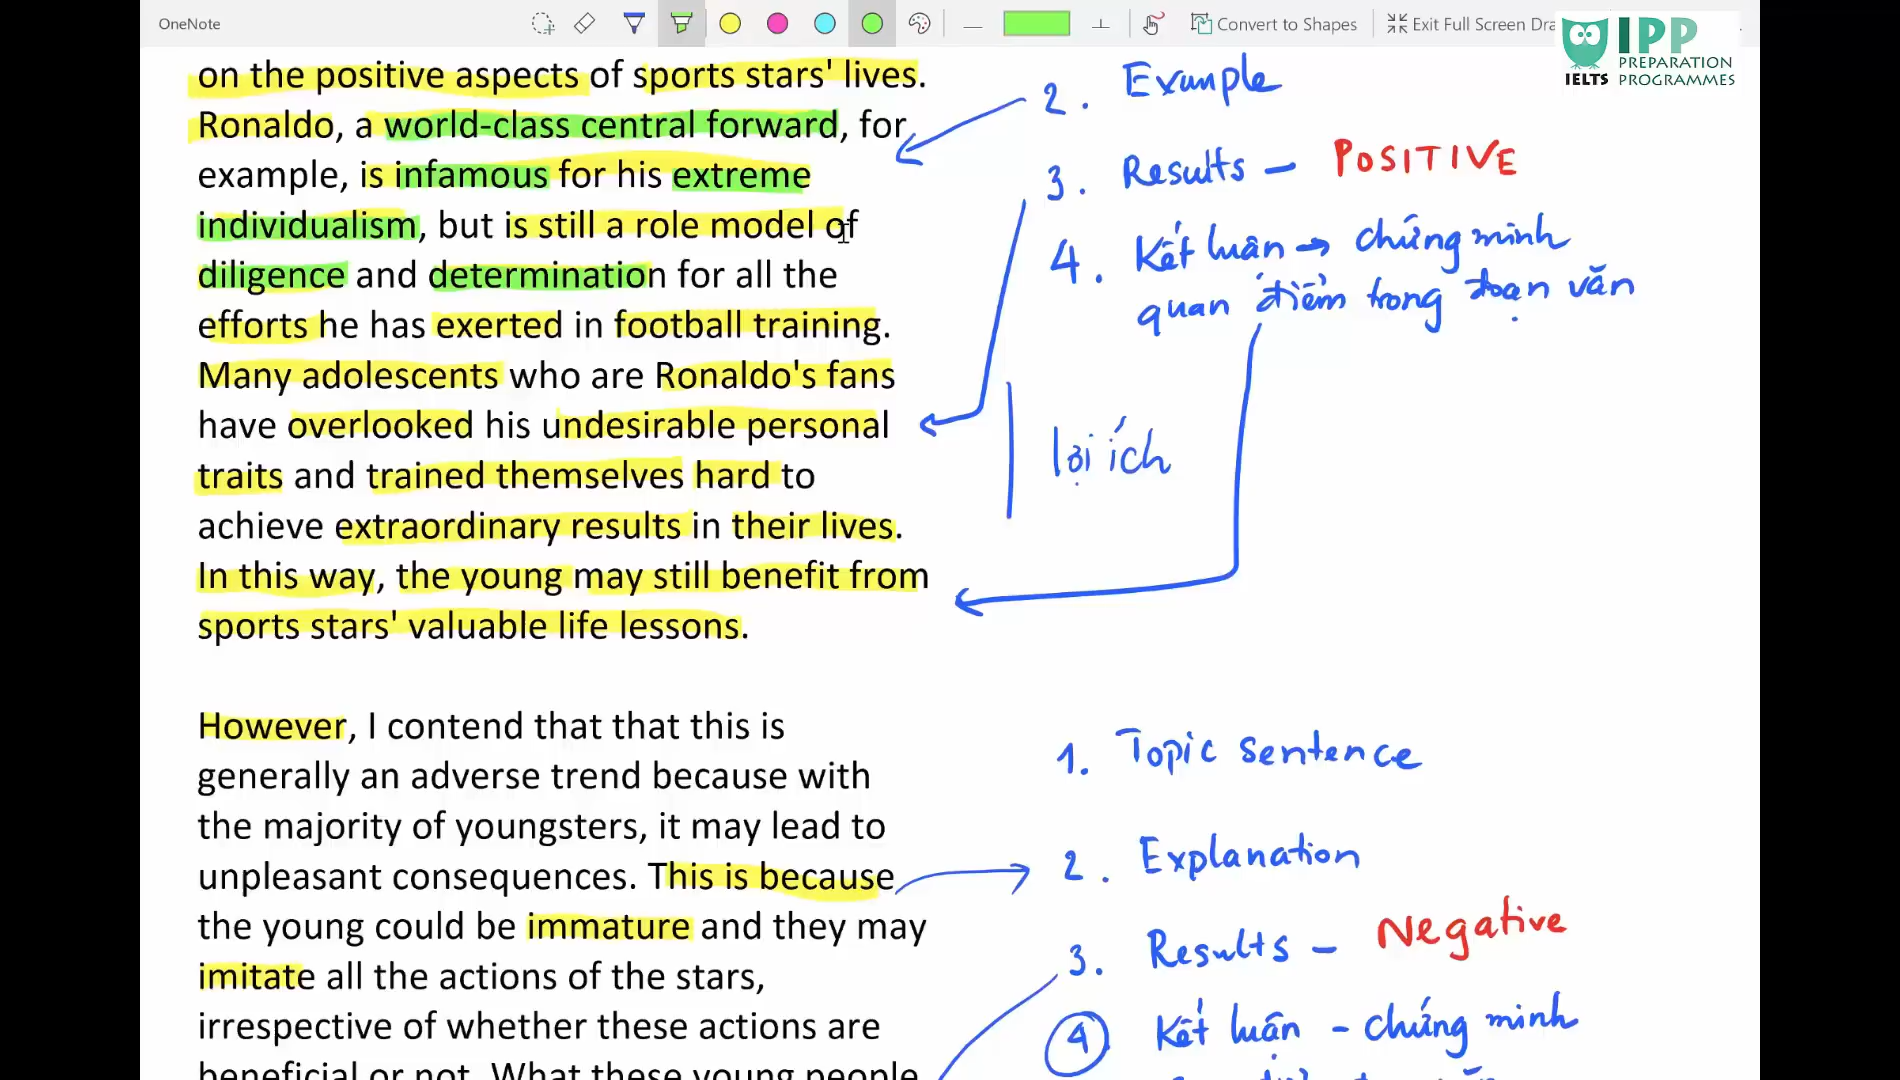 OneNote
Convert to Shapes
Exit Full Screen Dra
IPP
IELTS PREPARATION PROGRAMMES
on the positive aspects of sports stars' lives.
Ronaldo, a world-class central forward, for
example, is infamous for his extreme
individualism, but is still a role model of
diligence and determination for all the
efforts he has exerted in football training.
Many adolescents who are Ronaldo's fans
have overlooked his undesirable personal
traits and trained themselves hard to
achieve extraordinary results in their lives.
In this way, the young may still benefit from
sports stars' valuable life lessons.
2. Example
3. Results - POSITIVE
4. Kết luận → chứng minh
quan điểm trong đoạn văn
lợi ích
However, I contend that that this is
generally an adverse trend because with
the majority of youngsters, it may lead to
unpleasant consequences. This is because
the young could be immature and they may
imitate all the actions of the stars,
irrespective of whether these actions are
beneficial or not. What these young people
1. Topic sentence
2. Explanation
3. Results - Negative
4 Kết luận - chứng minh